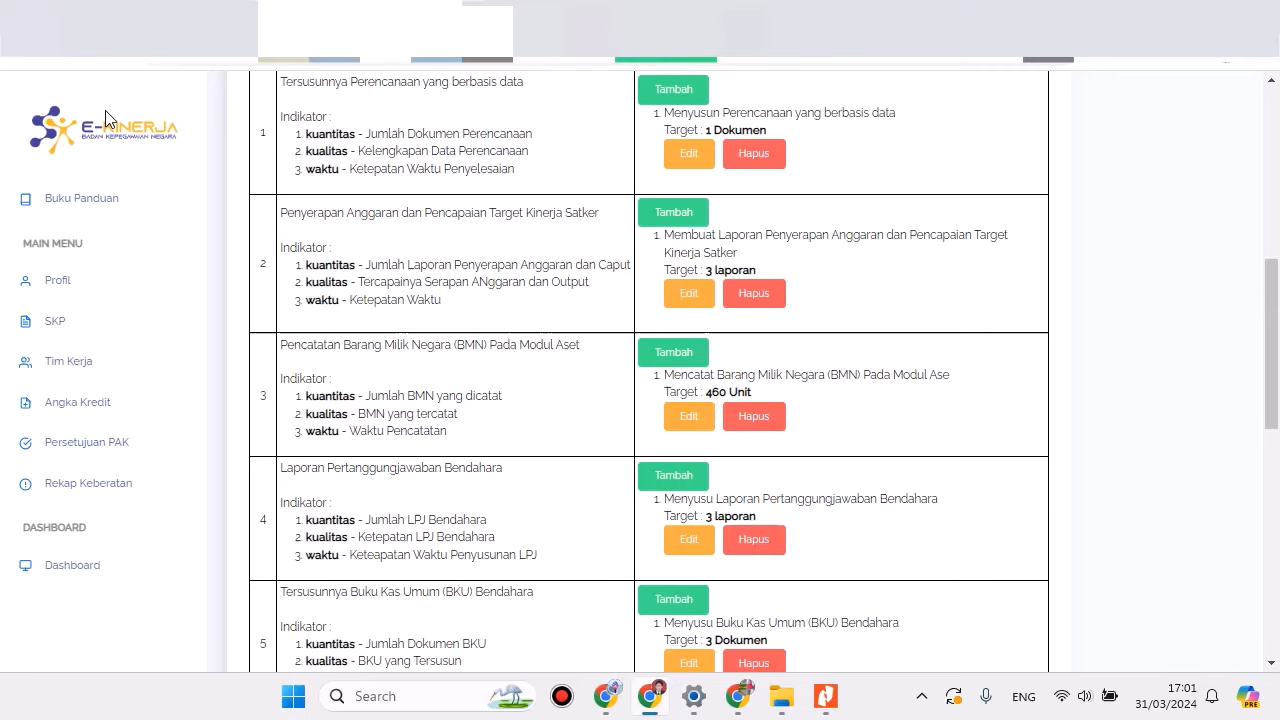 E-KINERJA
BADAN KEPEGAWAIAN NEGARA
Buku Panduan
MAIN MENU
Profil
SKP
Tim Kerja
Angka Kredit
Persetujuan PAK
Rekap Keberatan
DASHBOARD
Dashboard
1
Tersusunnya Perencanaan yang berbasis data
Indikator :
1. kuantitas - Jumlah Dokumen Perencanaan
2. kualitas - Kelengkapan Data Perencanaan
3. waktu - Ketepatan Waktu Penyelesaian
Tambah
1. Menyusun Perencanaan yang berbasis data
Target : 1 Dokumen
Edit Hapus
2
Penyerapan Anggaran dan Pencapaian Target Kinerja Satker
Indikator :
1. kuantitas - Jumlah Laporan Penyerapan Anggaran dan Caput
2. kualitas - Tercapainya Serapan ANggaran dan Output
3. waktu - Ketepatan Waktu
Tambah
1. Membuat Laporan Penyerapan Anggaran dan Pencapaian Target
Kinerja Satker
Target : 3 laporan
Edit Hapus
3
Pencatatan Barang Milik Negara (BMN) Pada Modul Aset
Indikator :
1. kuantitas - Jumlah BMN yang dicatat
2. kualitas - BMN yang tercatat
3. waktu - Waktu Pencatatan
Tambah
1. Mencatat Barang Milik Negara (BMN) Pada Modul Ase
Target : 460 Unit
Edit Hapus
4
Laporan Pertanggungjawaban Bendahara
Indikator :
1. kuantitas - Jumlah LPJ Bendahara
2. kualitas - Ketepatan LPJ Bendahara
3. waktu - Keteapatan Waktu Penyusunan LPJ
Tambah
1. Menyusu Laporan Pertanggungjawaban Bendahara
Target : 3 laporan
Edit Hapus
5
Tersusunnya Buku Kas Umum (BKU) Bendahara
Indikator :
1. kuantitas - Jumlah Dokumen BKU
2. kualitas - BKU yang Tersusun
Tambah
1. Menyusu Buku Kas Umum (BKU) Bendahara
Target : 3 Dokumen
Edit Hapus
Search
ENG
17:01
31/03/2024
PRE